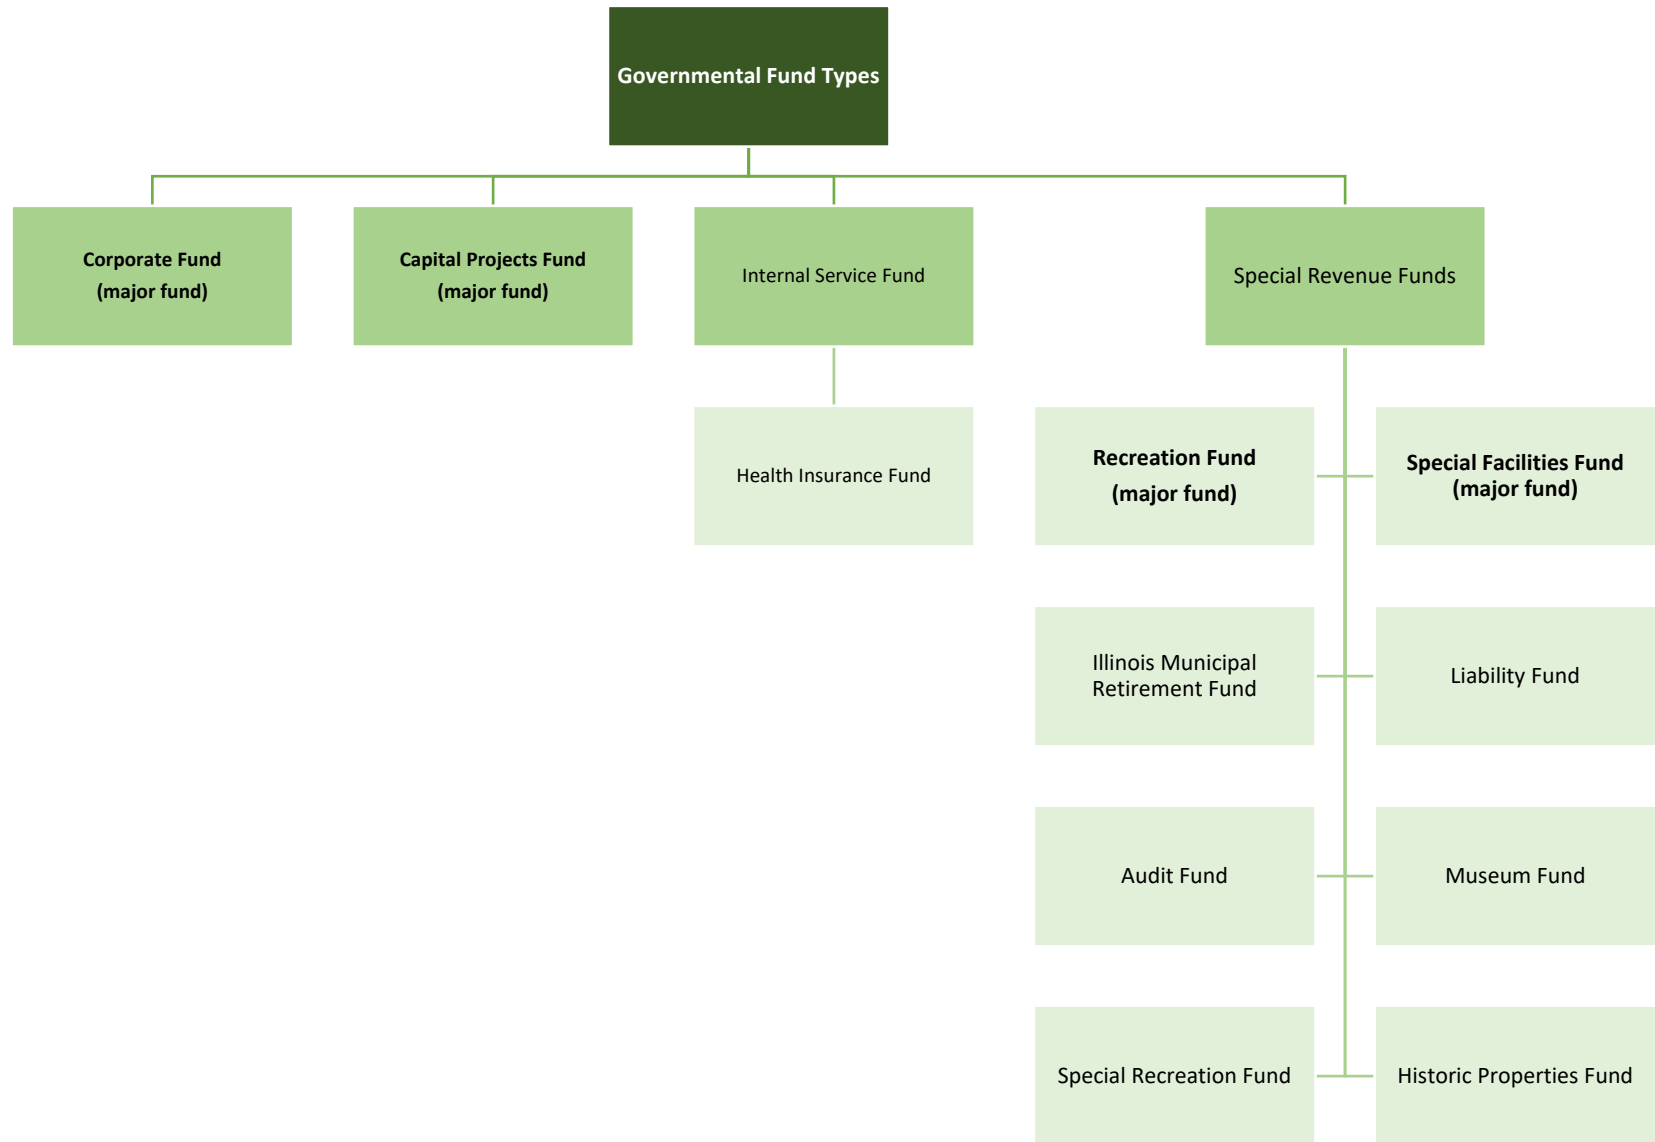 Governmental Fund Types
Corporate Fund
(major fund)
Capital Projects Fund
(major fund)
Internal Service Fund
Special Revenue Funds
Health Insurance Fund
Recreation Fund
(major fund)
Special Facilities Fund
(major fund)
Illinois Municipal
Retirement Fund
Liability Fund
Audit Fund
Museum Fund
Special Recreation Fund
Historic Properties Fund